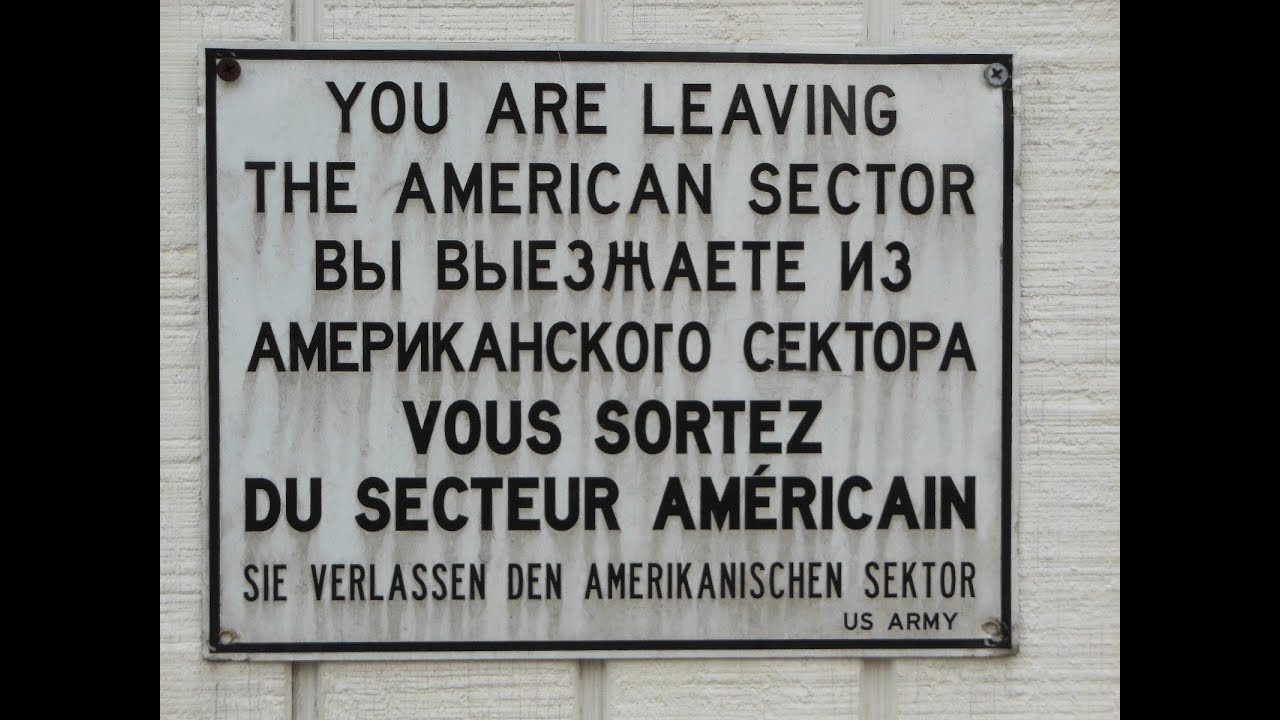 YOU ARE LEAVING
THE AMERICAN SECTOR
ВЫ ВЫЕЗЖАЕТЕ ИЗ
АМЕРИКАНСКОГО СЕКТОРА
VOUS SORTEZ
DU SECTEUR AMÉRICAIN
SIE VERLASSEN DEN AMERIKANISCHEN SEKTOR
US ARMY